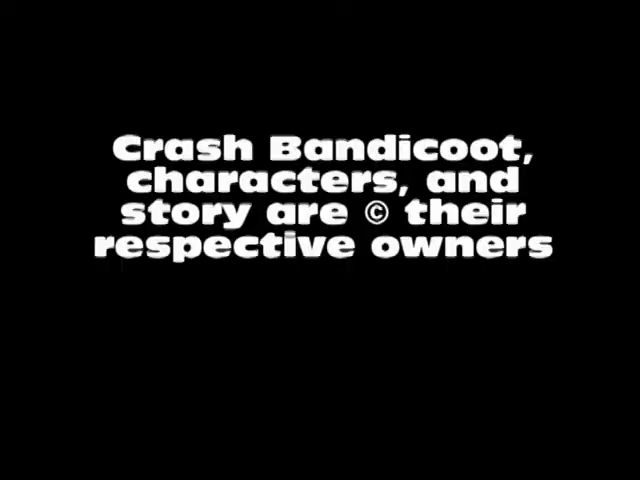 Crash Bandicoot,
characters, and
story are © their
respective owners